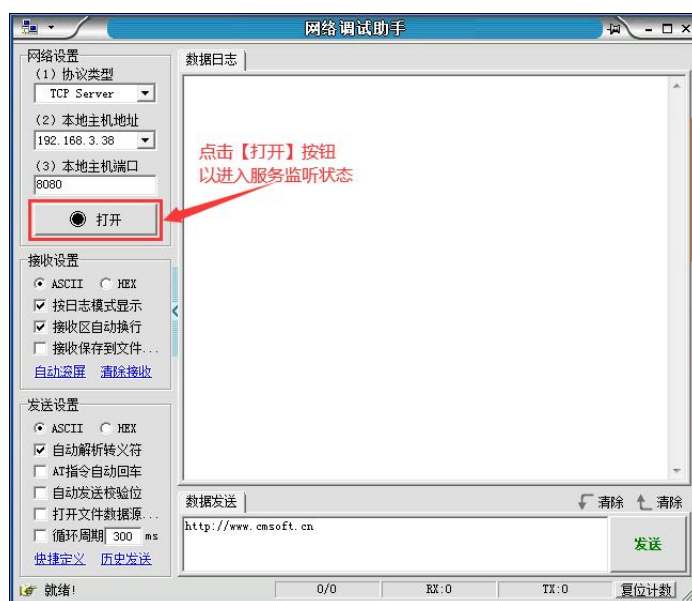 网络调试助手
网络设置
(1) 协议类型
TCP Server
(2) 本地主机地址
192.168.3.38
(3) 本地主机端口
8080
打开
接收设置
ASCII HEX
按日志模式显示
接收区自动换行
接收保存到文件...
自动滚屏 清除接收
发送设置
ASCII HEX
自动解析转义符
AT指令自动回车
自动发送校验位
打开文件数据源...
循环周期 300 ms
快捷定义 历史发送
数据日志
点击【打开】按钮
以进入服务监听状态
数据发送
清除 清除
http://www.cmsoft.cn
发送
就绪! 0/0 RX:0 TX:0 复位计数